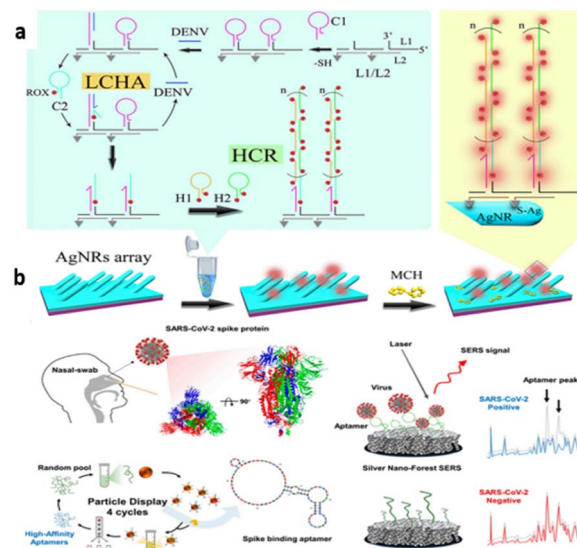 a
DENV
C1
n
n
3'
L1
5'
L2
-SH
L1/L2
LCHA
ROX
C2
DENV
n
n
HCR
H1
H2
AgNR
S-Ag
b
AgNRs array
MCH
SARS-CoV-2 spike protein
Nasal-swab
90°
Laser
SERS signal
Virus
Aptamer
Silver Nano-Forest SERS
Aptamer peak
SARS-CoV-2
Positive
SARS-CoV-2
Negative
Random pool
Particle Display
4 cycles
High-Affinity
Aptamers
Spike binding aptamer